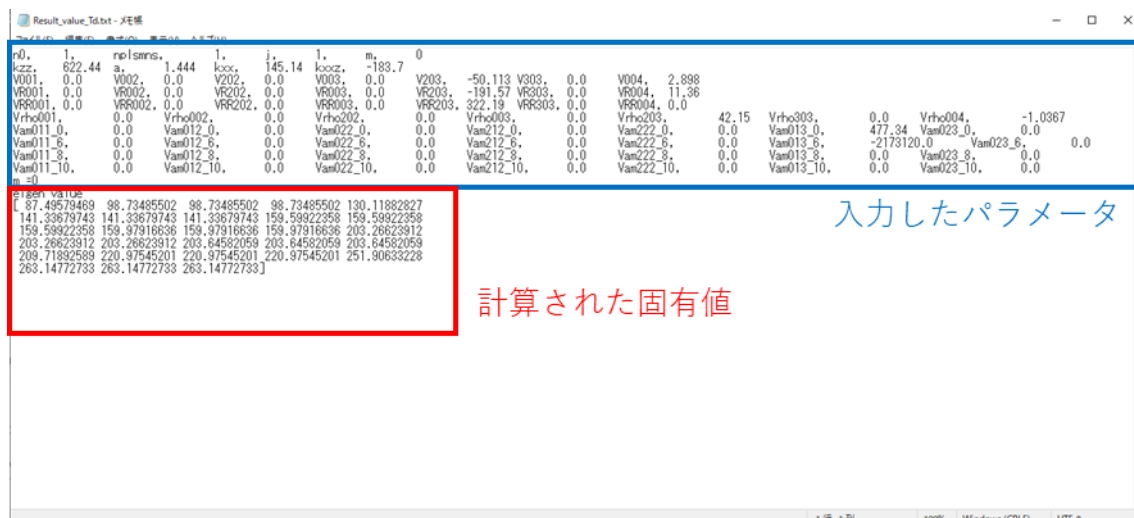 Result_value_Td.txt - メモ帳
n0, 1, nplsmns, 1, j, 1, m, 0
kzz, 622.44 a, 1.444 kxx, 145.14 kxxz, -183.7
V001, 0.0 V002, 0.0 V202, 0.0 V003, 0.0 V203, -50.113 V303, 0.0 V004, 2.898
VR001, 0.0 VR002, 0.0 VR202, 0.0 VR003, 0.0 VR203, -191.57 VR303, 0.0 VR004, 11.36
VRR001, 0.0 VRR002, 0.0 VRR202, 0.0 VRR003, 0.0 VRR203, 322.19 VRR303, 0.0 VRR004, 0.0
Vrho001, 0.0 Vrho002, 0.0 Vrho202, 0.0 Vrho003, 0.0 Vrho203, 42.15 Vrho303, 0.0 Vrho004, -1.0367
Vam011_0, 0.0 Vam012_0, 0.0 Vam022_0, 0.0 Vam212_0, 0.0 Vam222_0, 0.0 Vam013_0, 477.34 Vam023_0, 0.0
Vam011_6, 0.0 Vam012_6, 0.0 Vam022_6, 0.0 Vam212_6, 0.0 Vam222_6, 0.0 Vam013_6, -2173120.0 Vam023_6, 0.0
Vam011_8, 0.0 Vam012_8, 0.0 Vam022_8, 0.0 Vam212_8, 0.0 Vam222_8, 0.0 Vam013_8, 0.0 Vam023_8, 0.0
Vam011_10, 0.0 Vam012_10, 0.0 Vam022_10, 0.0 Vam212_10, 0.0 Vam222_10, 0.0 Vam013_10, 0.0 Vam023_10, 0.0
m =0
eigen value
[ 87.49579469 98.73485502 98.73485502 98.73485502 130.11882827
141.33679743 141.33679743 141.33679743 159.59922358 159.59922358
159.59922358 159.97916636 159.97916636 159.97916636 203.26623912
203.26623912 203.26623912 203.64582059 203.64582059 203.64582059
209.71892589 220.97545201 220.97545201 220.97545201 251.90633228
263.14772733 263.14772733 263.14772733]
入力したパラメータ
計算された固有値